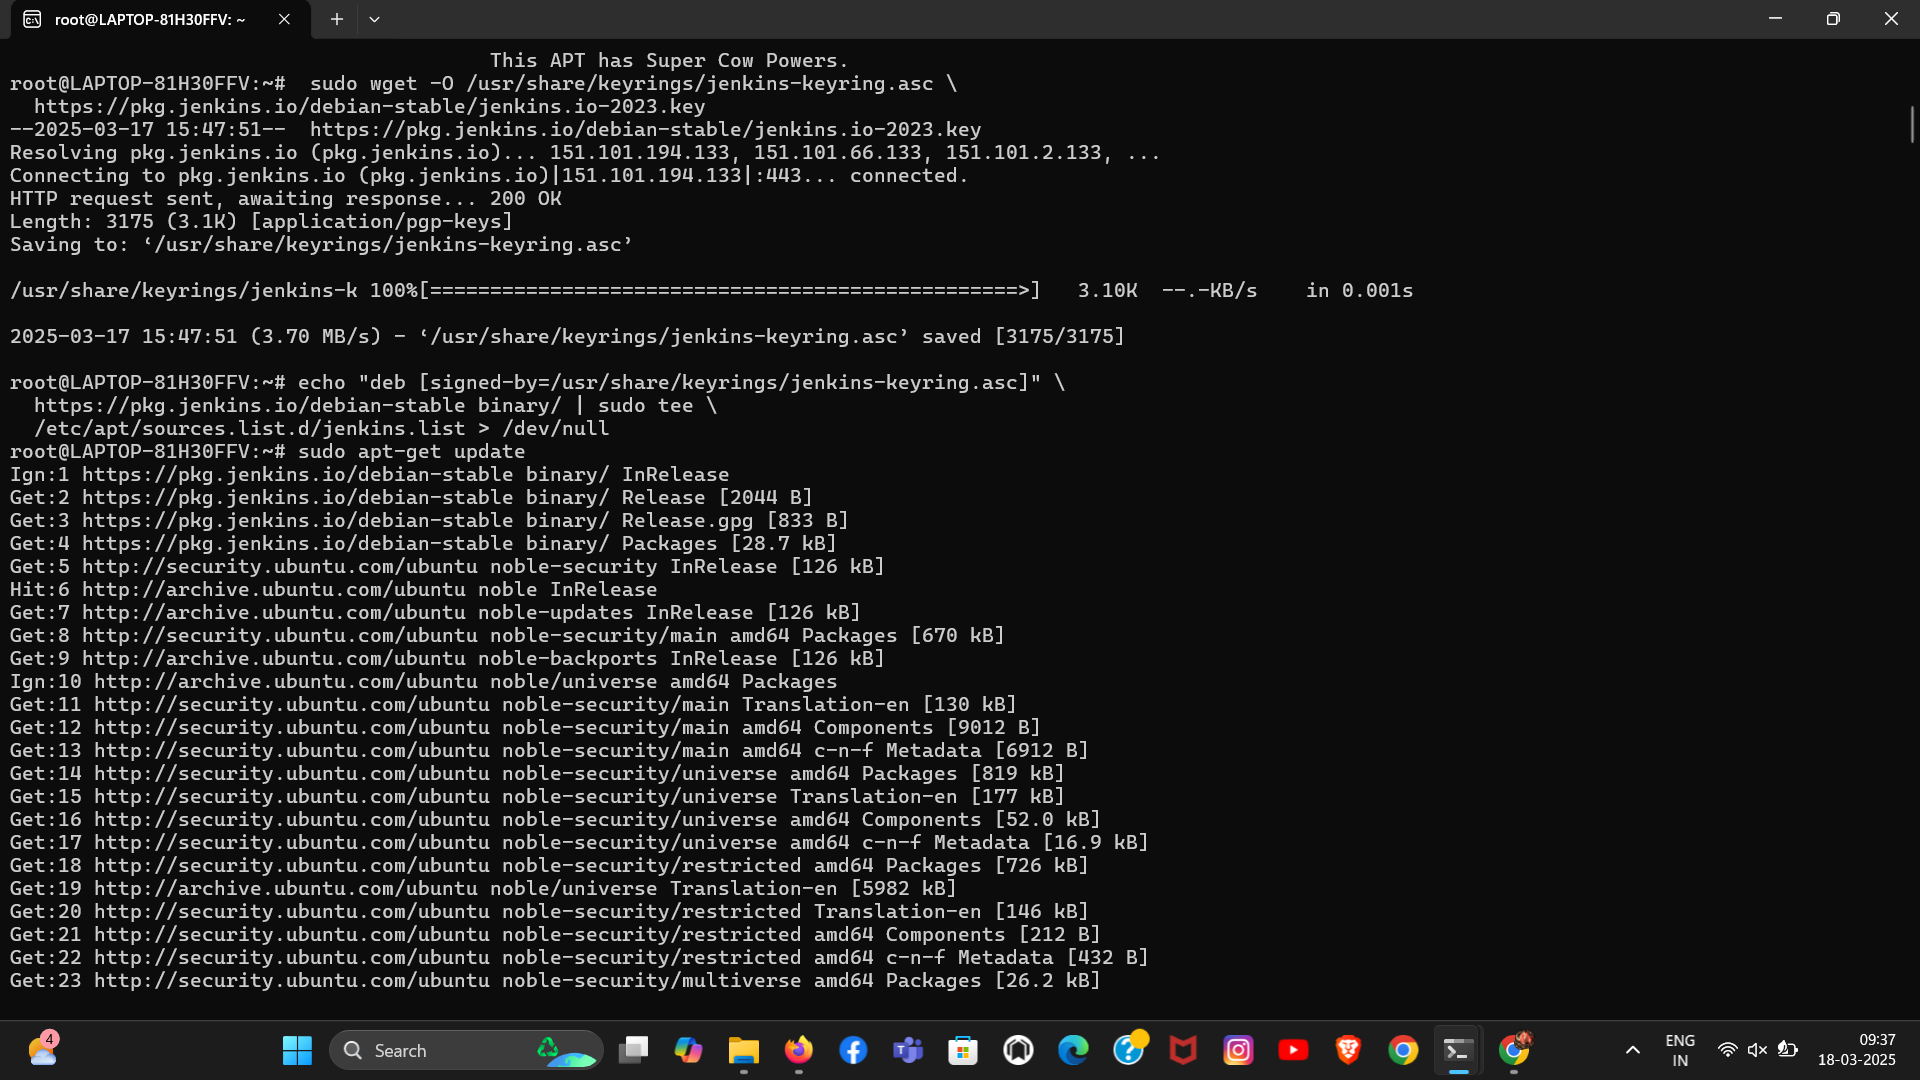 root@LAPTOP-81H30FFV: ~
This APT has Super Cow Powers.
root@LAPTOP-81H30FFV:~#  sudo wget -O /usr/share/keyrings/jenkins-keyring.asc \
  https://pkg.jenkins.io/debian-stable/jenkins.io-2023.key
--2025-03-17 15:47:51--  https://pkg.jenkins.io/debian-stable/jenkins.io-2023.key
Resolving pkg.jenkins.io (pkg.jenkins.io)... 151.101.194.133, 151.101.66.133, 151.101.2.133, ...
Connecting to pkg.jenkins.io (pkg.jenkins.io)|151.101.194.133|:443... connected.
HTTP request sent, awaiting response... 200 OK
Length: 3175 (3.1K) [application/pgp-keys]
Saving to: ‘/usr/share/keyrings/jenkins-keyring.asc’
/usr/share/keyrings/jenkins-k 100%[=================================================>]   3.10K  --.-KB/s    in 0.001s
2025-03-17 15:47:51 (3.70 MB/s) - ‘/usr/share/keyrings/jenkins-keyring.asc’ saved [3175/3175]
root@LAPTOP-81H30FFV:~# echo "deb [signed-by=/usr/share/keyrings/jenkins-keyring.asc]" \
  https://pkg.jenkins.io/debian-stable binary/ | sudo tee \
  /etc/apt/sources.list.d/jenkins.list > /dev/null
root@LAPTOP-81H30FFV:~# sudo apt-get update
Ign:1 https://pkg.jenkins.io/debian-stable binary/ InRelease
Get:2 https://pkg.jenkins.io/debian-stable binary/ Release [2044 B]
Get:3 https://pkg.jenkins.io/debian-stable binary/ Release.gpg [833 B]
Get:4 https://pkg.jenkins.io/debian-stable binary/ Packages [28.7 kB]
Get:5 http://security.ubuntu.com/ubuntu noble-security InRelease [126 kB]
Hit:6 http://archive.ubuntu.com/ubuntu noble InRelease
Get:7 http://archive.ubuntu.com/ubuntu noble-updates InRelease [126 kB]
Get:8 http://security.ubuntu.com/ubuntu noble-security/main amd64 Packages [670 kB]
Get:9 http://archive.ubuntu.com/ubuntu noble-backports InRelease [126 kB]
Ign:10 http://archive.ubuntu.com/ubuntu noble/universe amd64 Packages
Get:11 http://security.ubuntu.com/ubuntu noble-security/main Translation-en [130 kB]
Get:12 http://security.ubuntu.com/ubuntu noble-security/main amd64 Components [9012 B]
Get:13 http://security.ubuntu.com/ubuntu noble-security/main amd64 c-n-f Metadata [6912 B]
Get:14 http://security.ubuntu.com/ubuntu noble-security/universe amd64 Packages [819 kB]
Get:15 http://security.ubuntu.com/ubuntu noble-security/universe Translation-en [177 kB]
Get:16 http://security.ubuntu.com/ubuntu noble-security/universe amd64 Components [52.0 kB]
Get:17 http://security.ubuntu.com/ubuntu noble-security/universe amd64 c-n-f Metadata [16.9 kB]
Get:18 http://security.ubuntu.com/ubuntu noble-security/restricted amd64 Packages [726 kB]
Get:19 http://archive.ubuntu.com/ubuntu noble/universe Translation-en [5982 kB]
Get:20 http://security.ubuntu.com/ubuntu noble-security/restricted Translation-en [146 kB]
Get:21 http://security.ubuntu.com/ubuntu noble-security/restricted amd64 Components [212 B]
Get:22 http://security.ubuntu.com/ubuntu noble-security/restricted amd64 c-n-f Metadata [432 B]
Get:23 http://security.ubuntu.com/ubuntu noble-security/multiverse amd64 Packages [26.2 kB]
4
Search
ENG
IN
09:37
18-03-2025